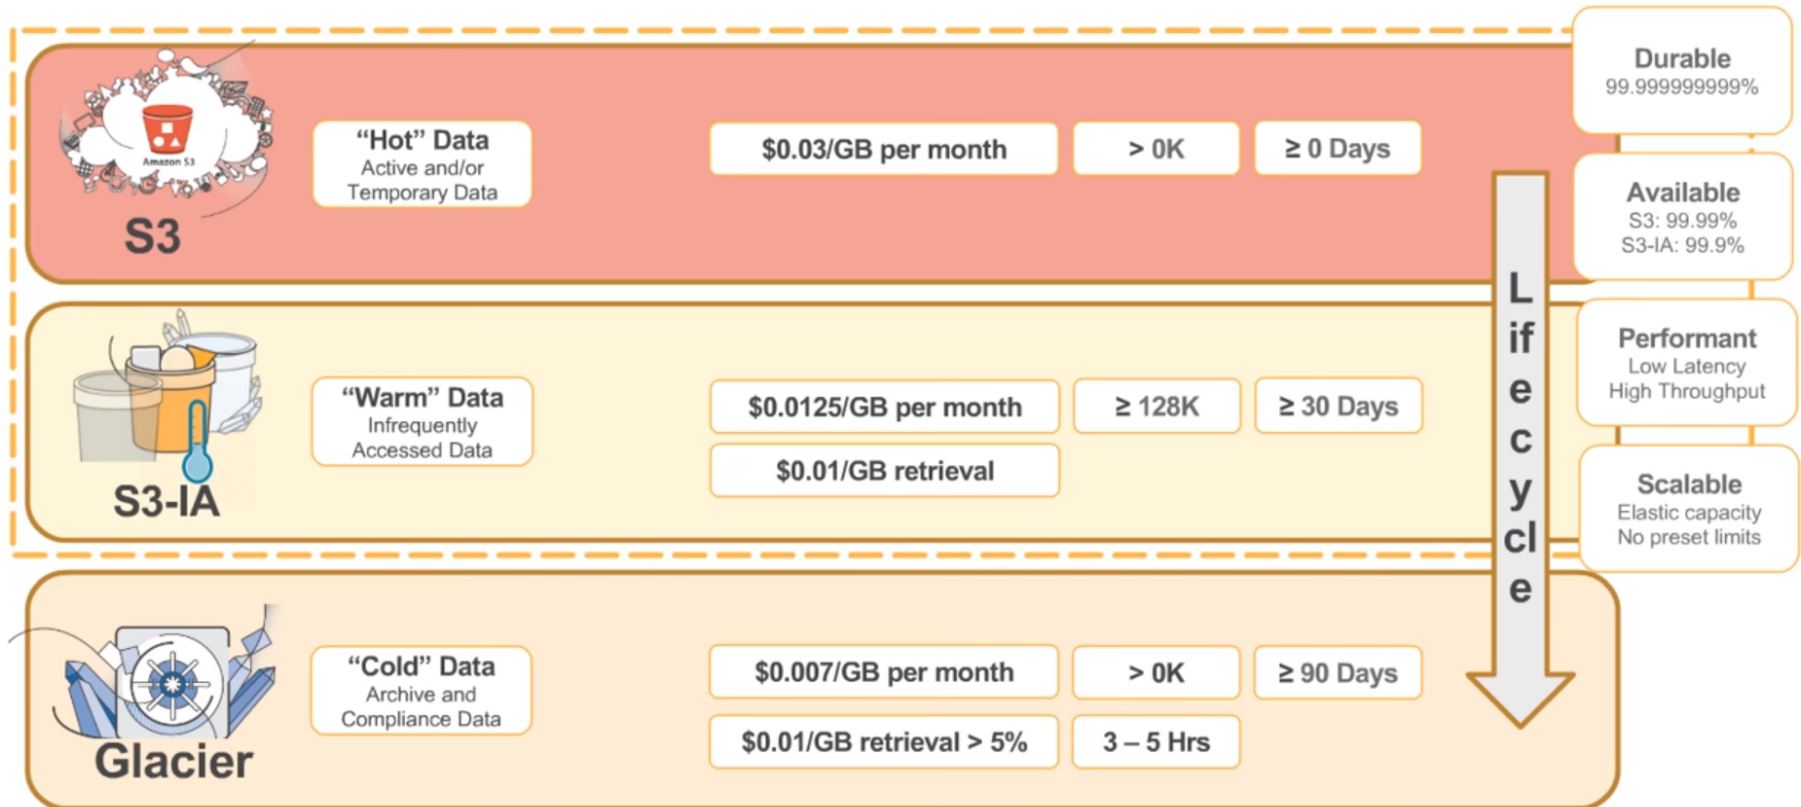 Amazon S3
S3
“Hot” Data
Active and/or
Temporary Data
$0.03/GB per month
> 0K
≥ 0 Days
S3-IA
“Warm” Data
Infrequently
Accessed Data
$0.0125/GB per month
≥ 128K
≥ 30 Days
$0.01/GB retrieval
Glacier
“Cold” Data
Archive and
Compliance Data
$0.007/GB per month
> 0K
≥ 90 Days
$0.01/GB retrieval > 5%
3 – 5 Hrs
L
if
e
c
y
cl
e
Durable
99.999999999%
Available
S3: 99.99%
S3-IA: 99.9%
Performant
Low Latency
High Throughput
Scalable
Elastic capacity
No preset limits